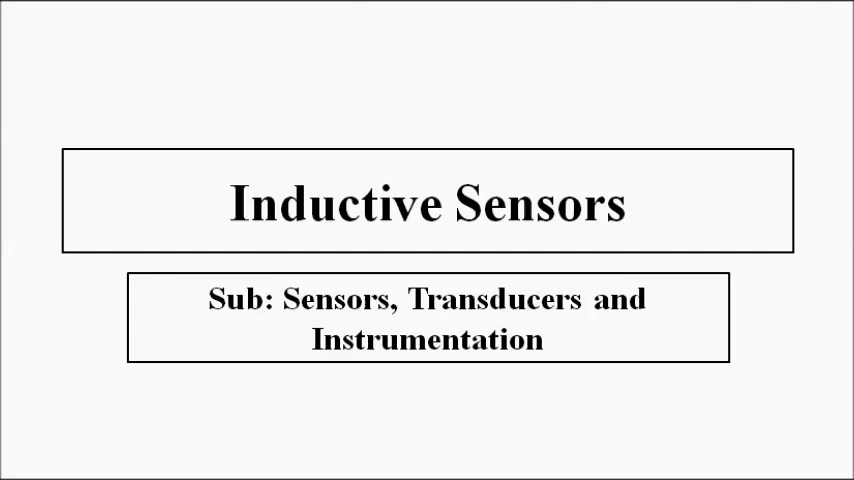 Inductive Sensors
Sub: Sensors, Transducers and
Instrumentation